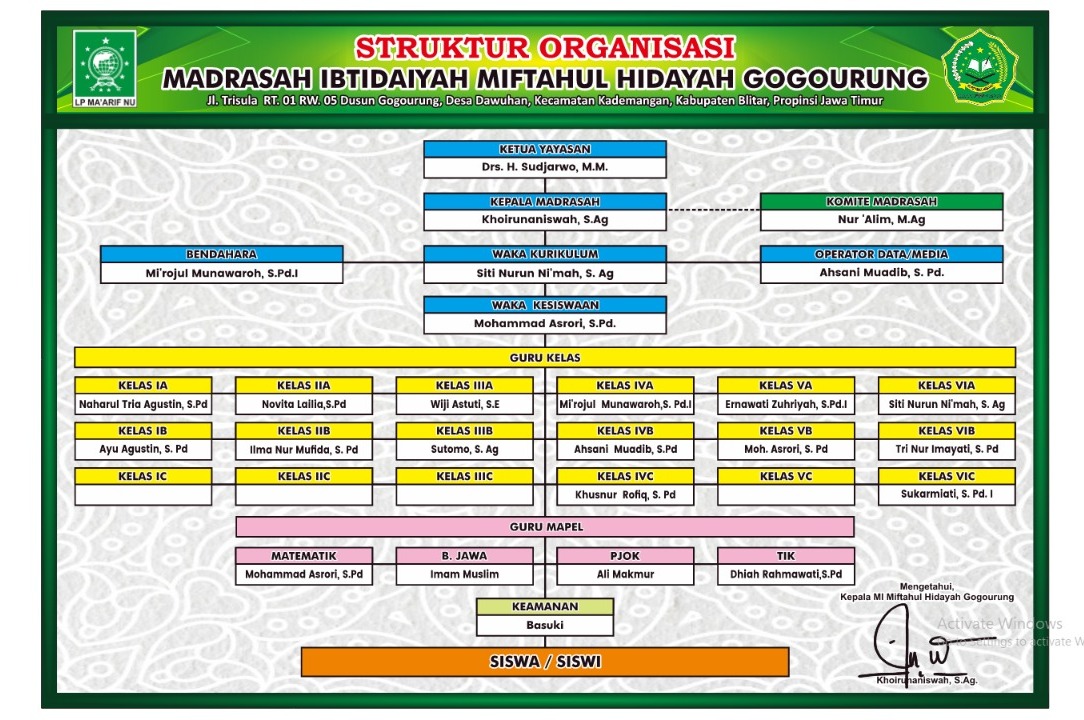 STRUKTUR ORGANISASI
MADRASAH IBTIDAIYAH MIFTAHUL HIDAYAH GOGOURUNG
Jl. Trisula RT. 01 RW. 05 Dusun Gogourung, Desa Dawuhan, Kecamatan Kademangan, Kabupaten Blitar, Propinsi Jawa Timur
LP MA'ARIF NU
KETUA YAYASAN
Drs. H. Sudjarwo, M.M.
KEPALA MADRASAH
Khoirunaniswah, S.Ag
KOMITE MADRASAH
Nur 'Alim, M.Ag
BENDAHARA
Mi'rojul Munawaroh, S.Pd.I
WAKA KURIKULUM
Siti Nurun Ni'mah, S. Ag
OPERATOR DATA/MEDIA
Ahsani Muadib, S. Pd.
WAKA KESISWAAN
Mohammad Asrori, S.Pd.
GURU KELAS
KELAS IA
Naharul Tria Agustin, S.Pd
KELAS IIA
Novita Lailia,S.Pd
KELAS IIIA
Wiji Astuti, S.E
KELAS IVA
Mi'rojul Munawaroh,S. Pd.I
KELAS VA
Ernawati Zuhriyah, S.Pd.I
KELAS VIA
Siti Nurun Ni'mah, S. Ag
KELAS IB
Ayu Agustin, S. Pd
KELAS IIB
Ilma Nur Mufida, S. Pd
KELAS IIIB
Sutomo, S. Ag
KELAS IVB
Ahsani Muadib, S.Pd
KELAS VB
Moh. Asrori, S. Pd
KELAS VIB
Tri Nur Imayati, S. Pd
KELAS IC
KELAS IIC
KELAS IIIC
KELAS IVC
Khusnur Rofiq, S. Pd
KELAS VC
KELAS VIC
Sukarmiati, S. Pd. I
GURU MAPEL
MATEMATIK
Mohammad Asrori, S.Pd
B. JAWA
Imam Muslim
PJOK
Ali Makmur
TIK
Dhiah Rahmawati,S.Pd
KEAMANAN
Basuki
SISWA / SISWI
Mengetahui,
Kepala MI Miftahul Hidayah Gogourung
Khoirunaniswah, S.Ag.
Activate Windows
Go to Settings to activate W